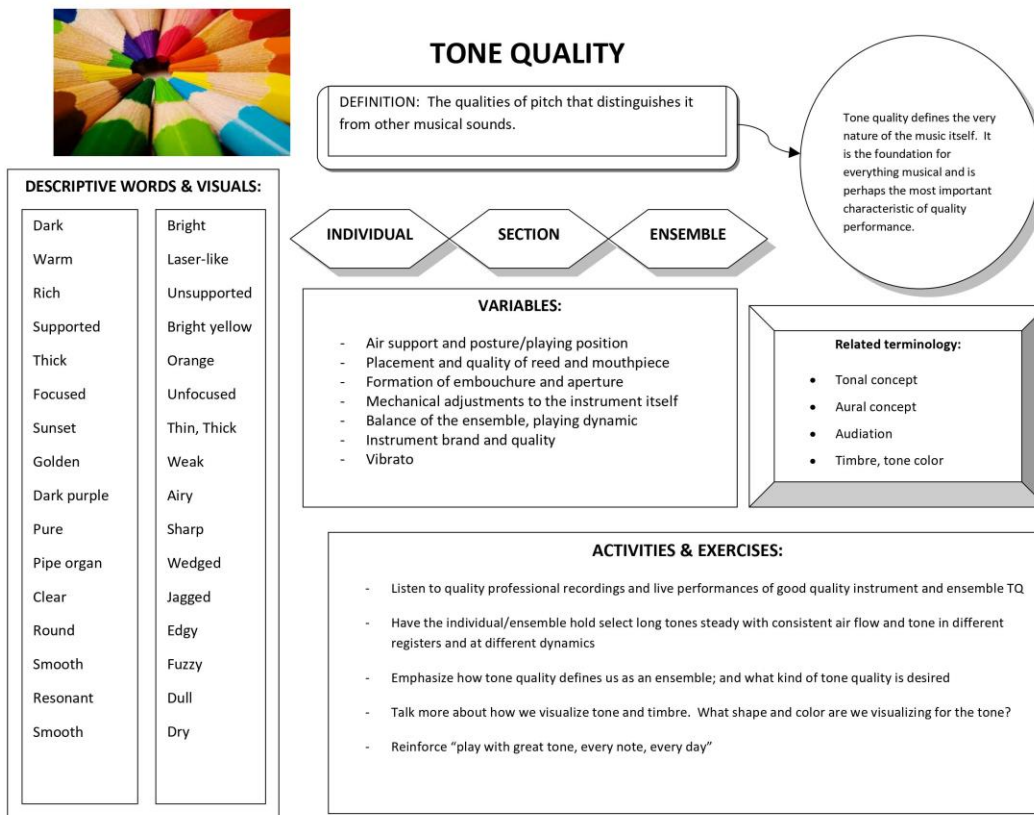 TONE QUALITY
DEFINITION: The qualities of pitch that distinguishes it
from other musical sounds.
Tone quality defines the very
nature of the music itself. It
is the foundation for
everything musical and is
perhaps the most important
characteristic of quality
performance.
DESCRIPTIVE WORDS & VISUALS:
Dark
Warm
Rich
Supported
Thick
Focused
Sunset
Golden
Dark purple
Pure
Pipe organ
Clear
Round
Smooth
Resonant
Smooth
Bright
Laser-like
Unsupported
Bright yellow
Orange
Unfocused
Thin, Thick
Weak
Airy
Sharp
Wedged
Jagged
Edgy
Fuzzy
Dull
Dry
INDIVIDUAL
SECTION
ENSEMBLE
VARIABLES:
- Air support and posture/playing position
- Placement and quality of reed and mouthpiece
- Formation of embouchure and aperture
- Mechanical adjustments to the instrument itself
- Balance of the ensemble, playing dynamic
- Instrument brand and quality
- Vibrato
Related terminology:
• Tonal concept
• Aural concept
• Audiation
• Timbre, tone color
ACTIVITIES & EXERCISES:
- Listen to quality professional recordings and live performances of good quality instrument and ensemble TQ
- Have the individual/ensemble hold select long tones steady with consistent air flow and tone in different
registers and at different dynamics
- Emphasize how tone quality defines us as an ensemble; and what kind of tone quality is desired
- Talk more about how we visualize tone and timbre. What shape and color are we visualizing for the tone?
- Reinforce “play with great tone, every note, every day”